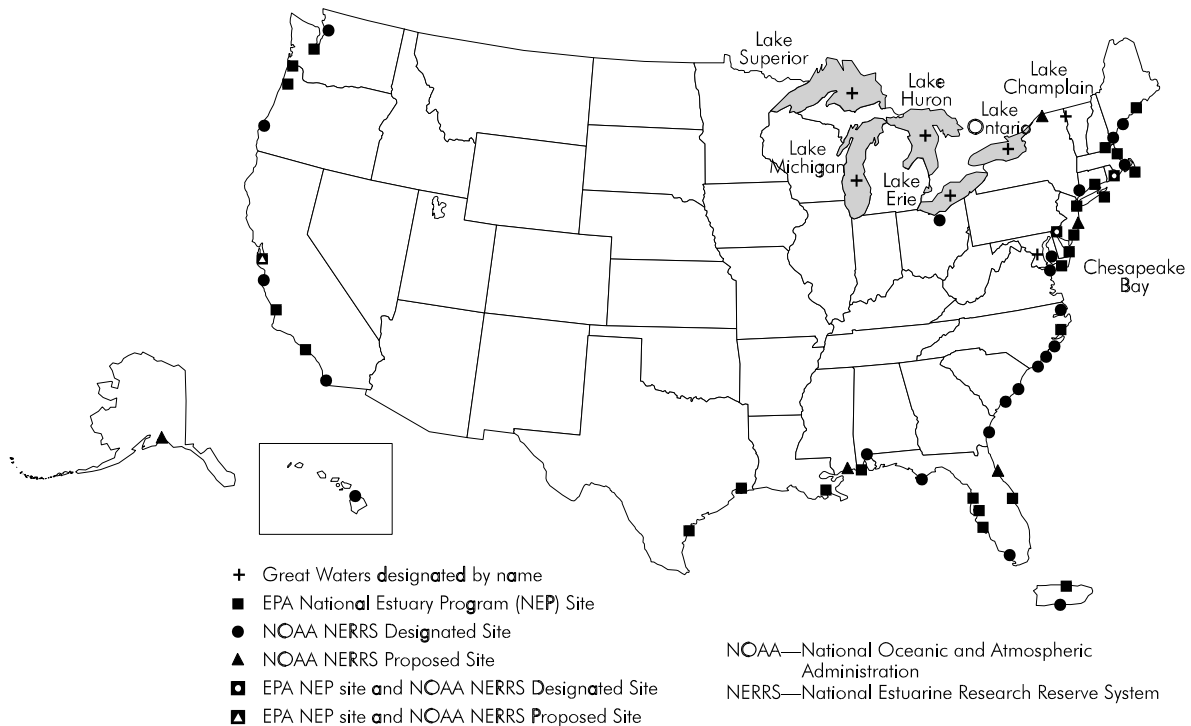 Lake
Superior
Lake
Huron
Lake
Champlain
Lake
Ontario
Lake
Michigan
Lake
Erie
Chesapeake
Bay
Great Waters designated by name
EPA National Estuary Program (NEP) Site
NOAA NERRS Designated Site
NOAA NERRS Proposed Site
EPA NEP site and NOAA NERRS Designated Site
EPA NEP site and NOAA NERRS Proposed Site
NOAA—National Oceanic and Atmospheric
Administration
NERRS—National Estuarine Research Reserve System